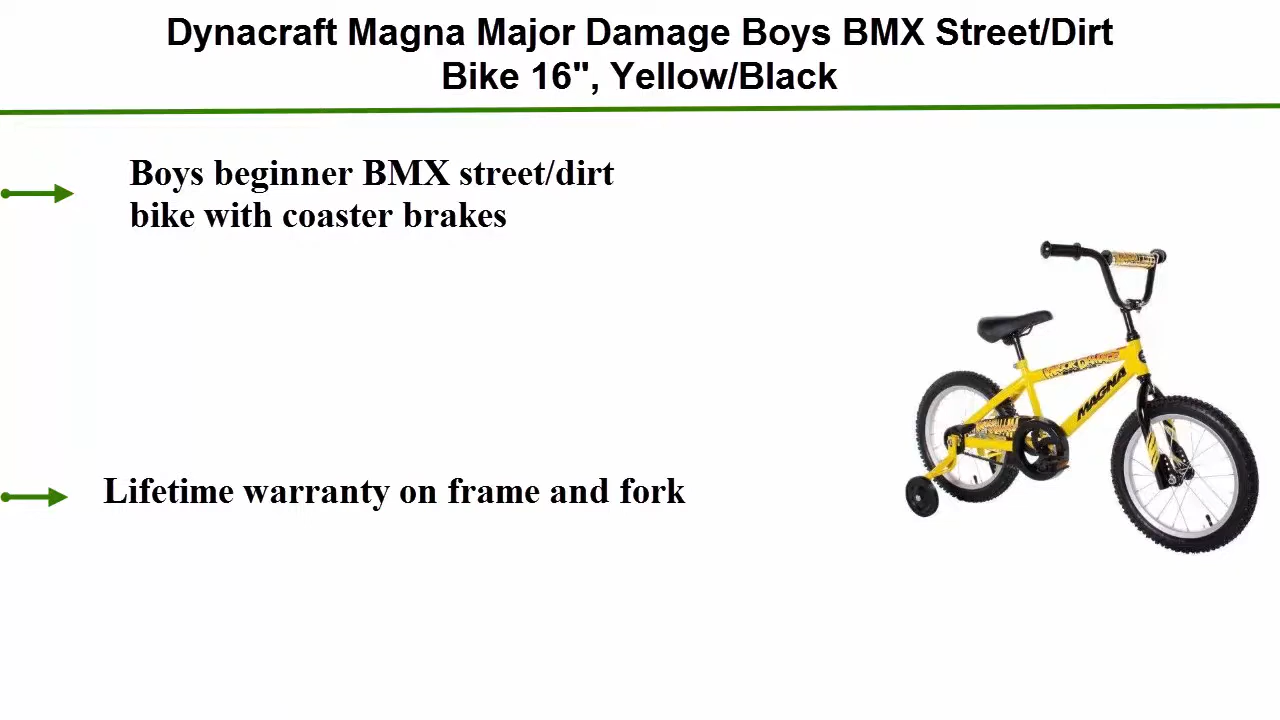 Dynacraft Magna Major Damage Boys BMX Street/Dirt
Bike 16", Yellow/Black
Boys beginner BMX street/dirt
bike with coaster brakes
Lifetime warranty on frame and fork
MAGNA